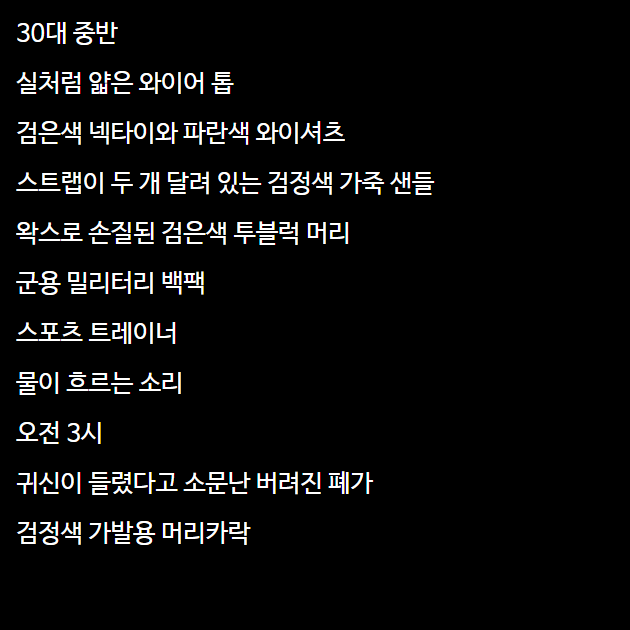 30대 중반
실처럼 얇은 와이어 톱
검은색 넥타이와 파란색 와이셔츠
스트랩이 두 개 달려 있는 검정색 가죽 샌들
왁스로 손질된 검은색 투블럭 머리
군용 밀리터리 백팩
스포츠 트레이너
물이 흐르는 소리
오전 3시
귀신이 들렸다고 소문난 버려진 폐가
검정색 가발용 머리카락